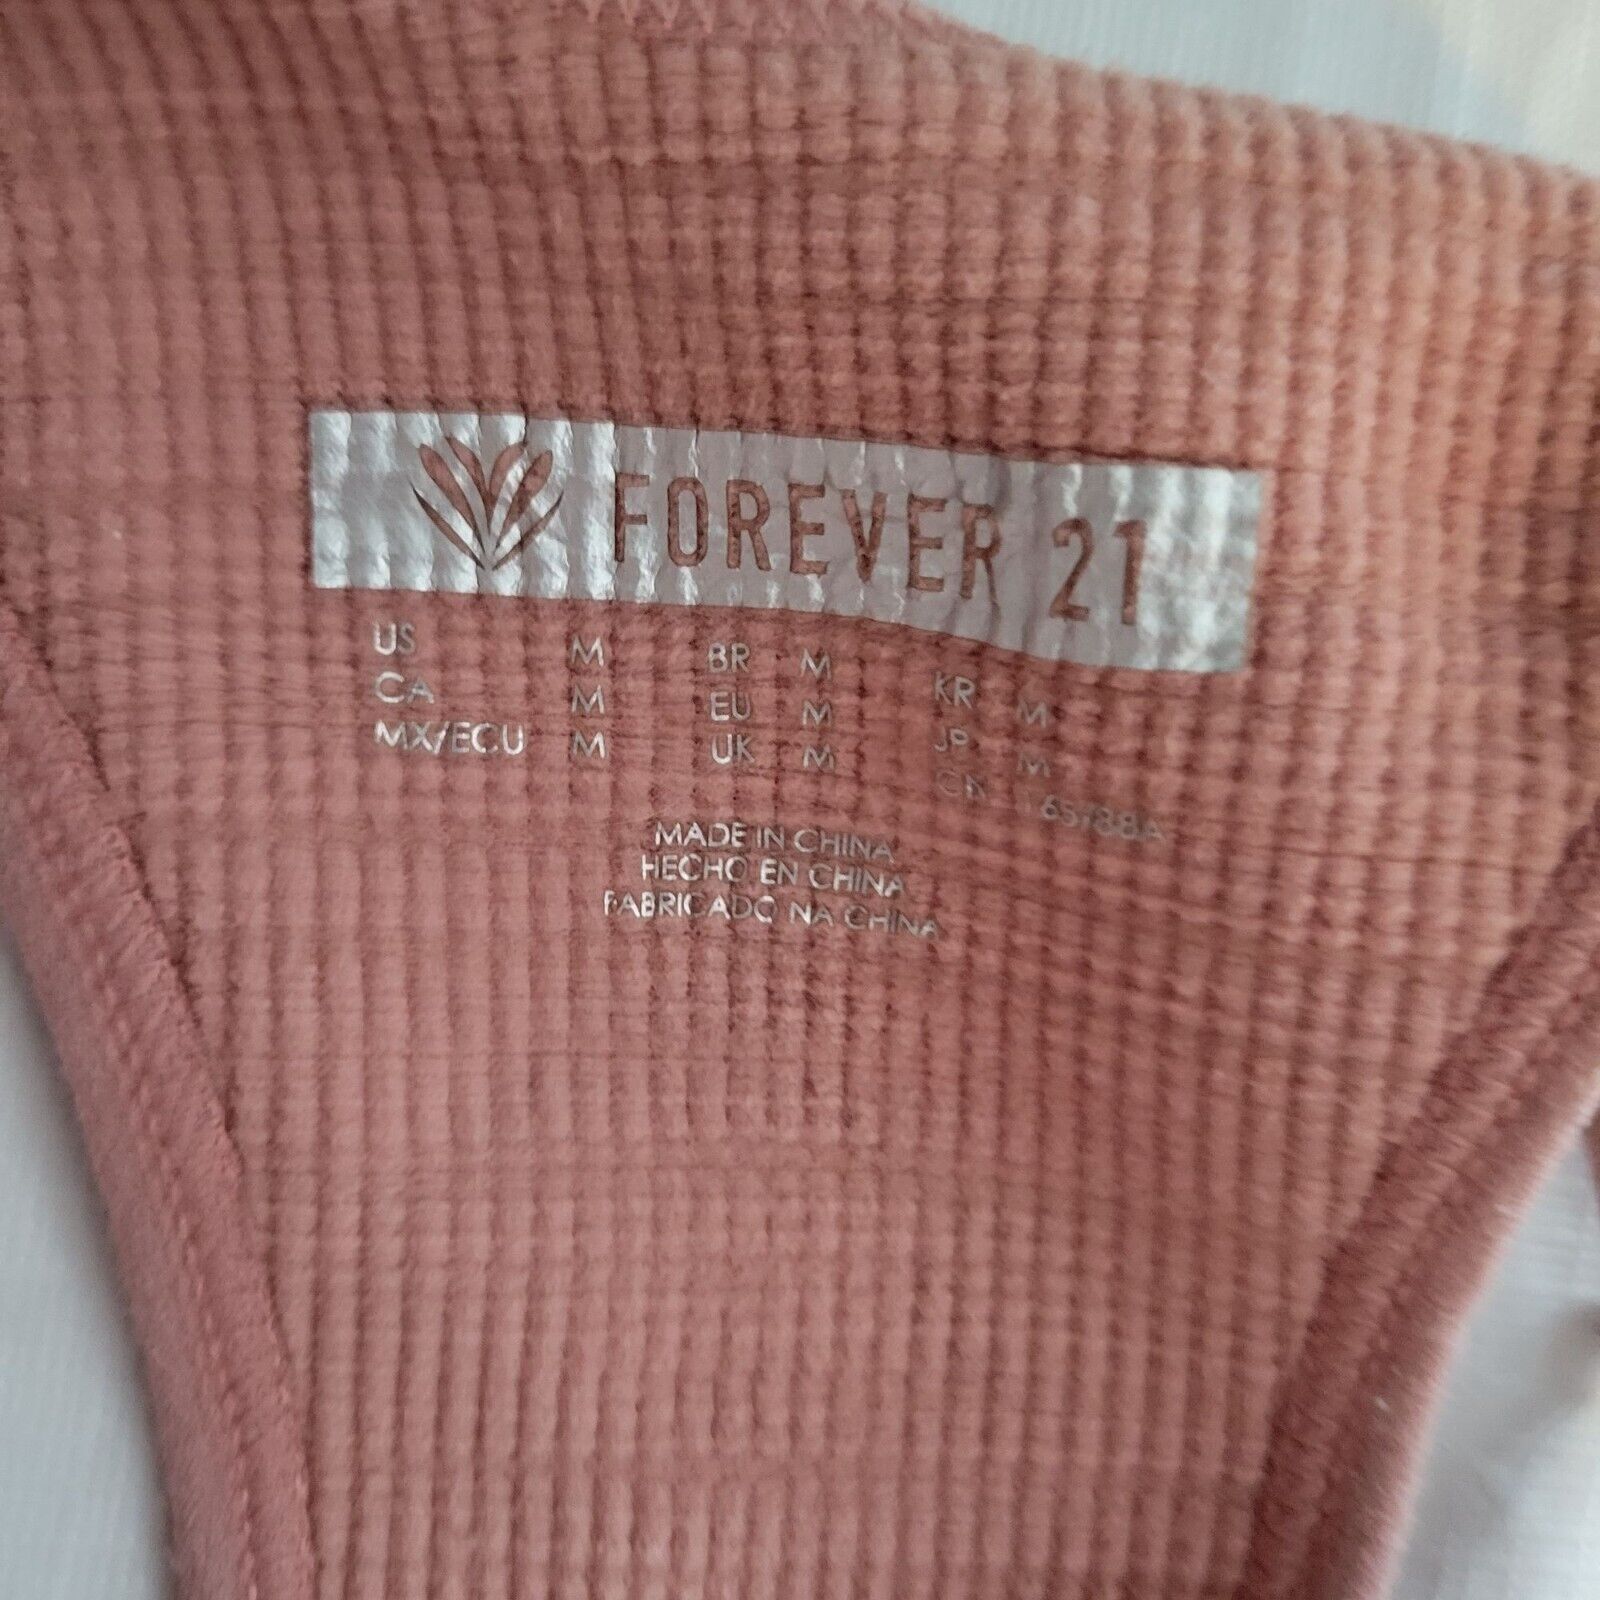 FOREVER 21
US M BR M KR M
CA M EU M JP M
MX/ECU M UK M CN
MADE IN CHINA
HECHO EN CHINA
FABRICADO NA CHINA